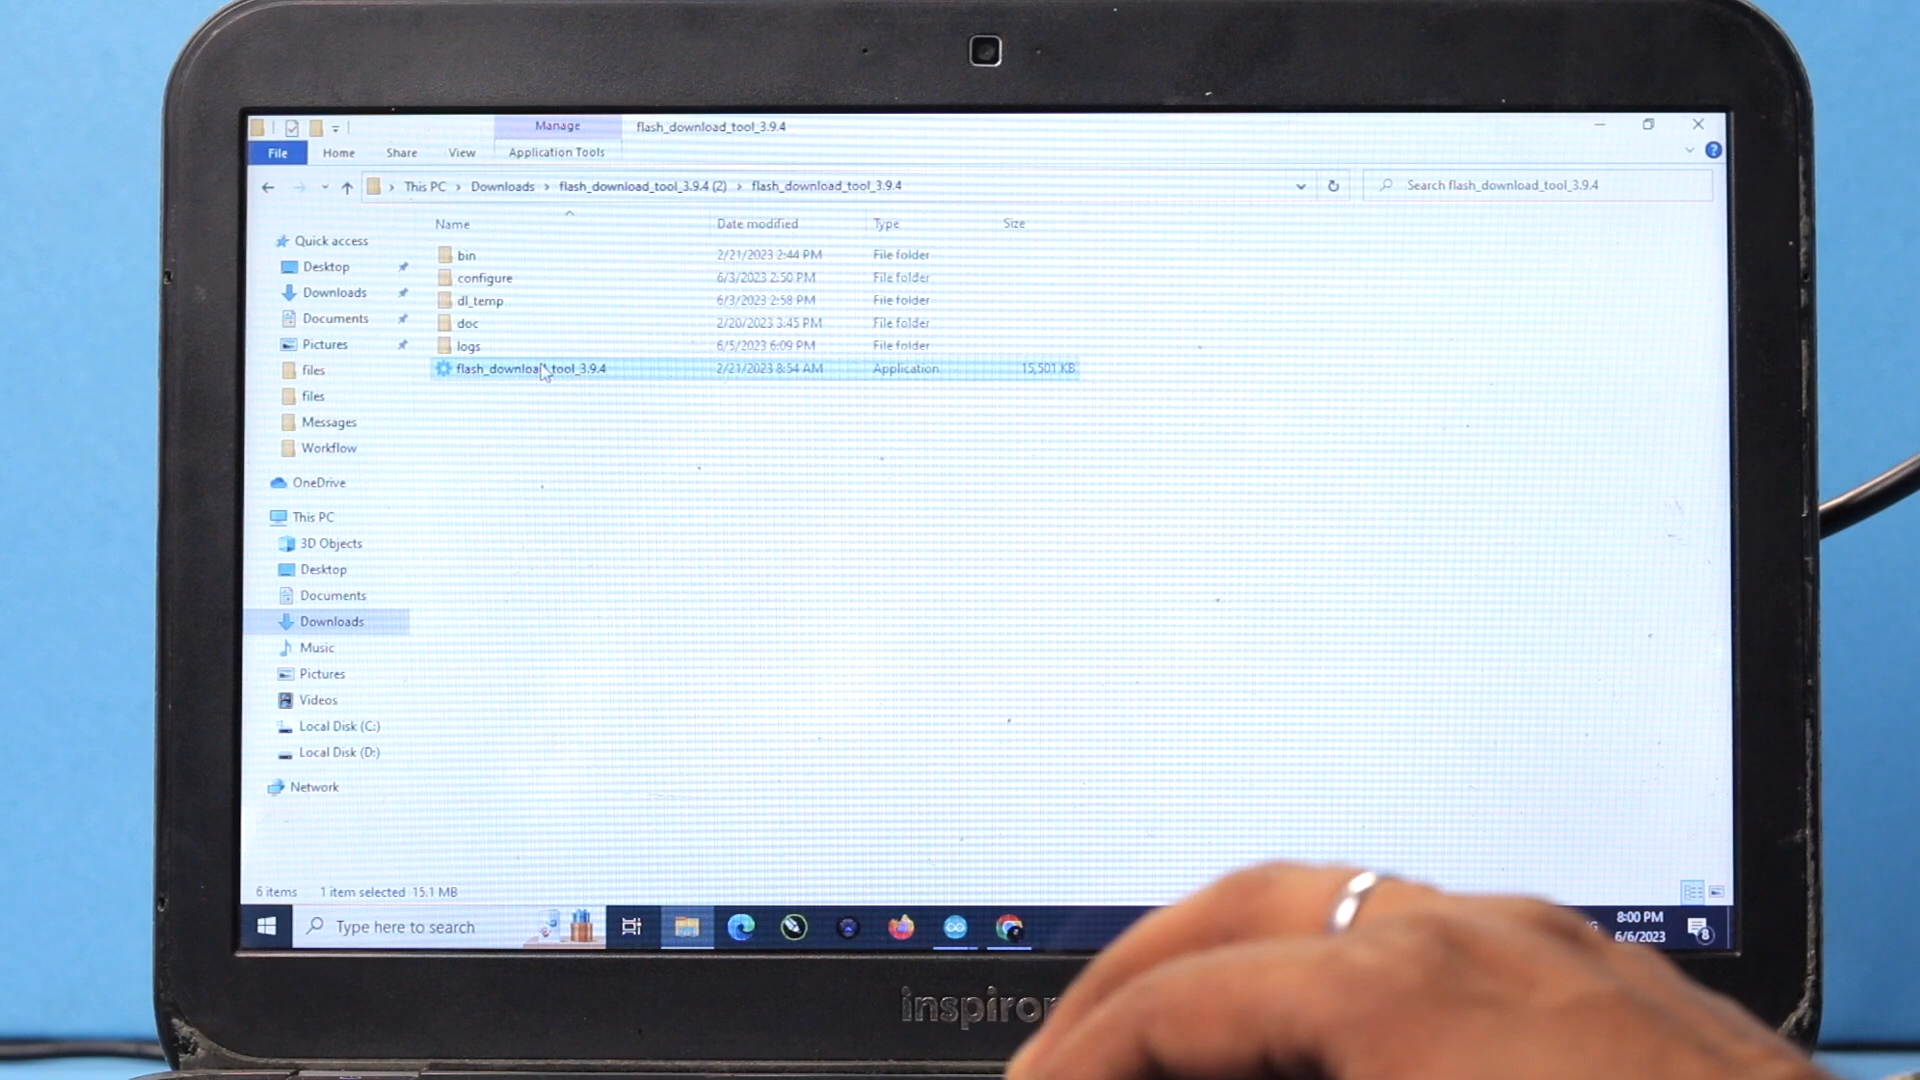 Manage flash_download_tool_3.9.4
File Home Share View Application Tools
This PC Downloads flash_download_tool_3.9.4 (2) flash_download_tool_3.9.4 Search flash_download_tool_3.9.4
Name Date modified Type Size
Quick access
Desktop
Downloads
Documents
Pictures
files
files
Messages
Workflow
OneDrive
This PC
3D Objects
Desktop
Documents
Downloads
Music
Pictures
Videos
Local Disk (C:)
Local Disk (D:)
Network
bin 2/21/2023 2:44 PM File folder
configure 6/3/2023 2:50 PM File folder
dl_temp 6/3/2023 2:58 PM File folder
doc 2/20/2023 3:45 PM File folder
logs 6/5/2023 6:09 PM File folder
flash_download_tool_3.9.4 2/21/2023 8:54 AM Application 15,501 KB
6 items 1 item selected 15.1 MB
Type here to search
8:00 PM
6/6/2023
8
inspiron